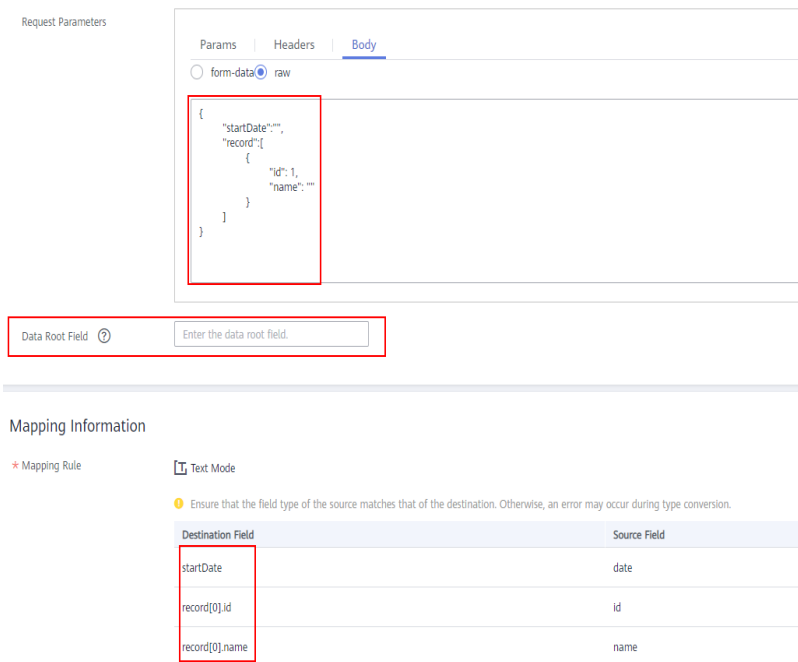 Request Parameters
Params Headers Body
form-data raw
{
"startDate":"",
"record":[
{
"id": 1,
"name": ""
}
]
}
Data Root Field ? Enter the data root field.
Mapping Information
* Mapping Rule T Text Mode
! Ensure that the field type of the source matches that of the destination. Otherwise, an error may occur during type conversion.
Destination Field Source Field
startDate date
record[0].id id
record[0].name name